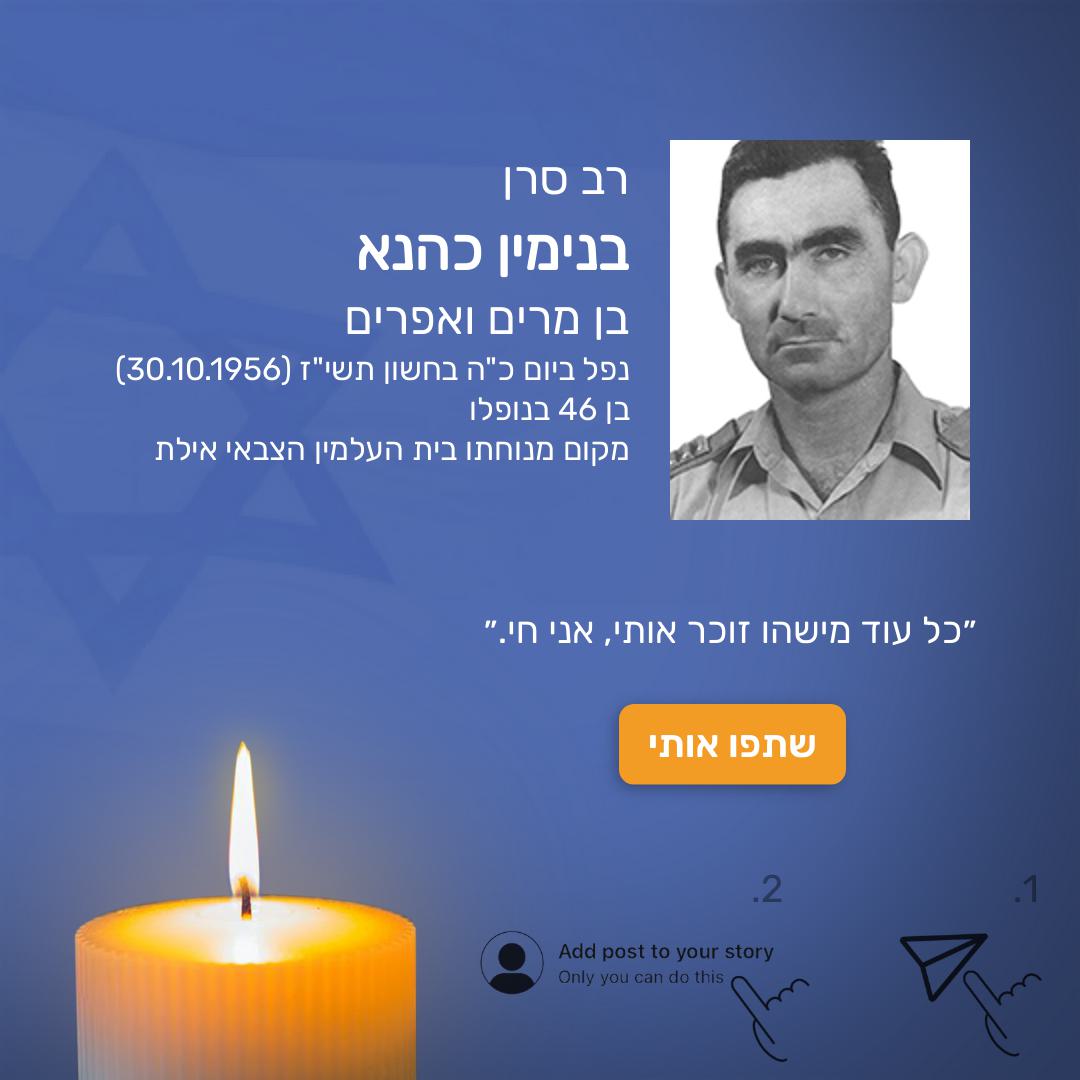 רב סרן
בנימין כהנא
בן מרים ואפרים
נפל ביום כ"ה בחשון תשי"ז (30.10.1956)
בן 46 בנופלו
מקום מנוחתו בית העלמין הצבאי אילת
״כל עוד מישהו זוכר אותי, אני חי.״
שתפו אותי
1.
2.
Add post to your story
Only you can do this